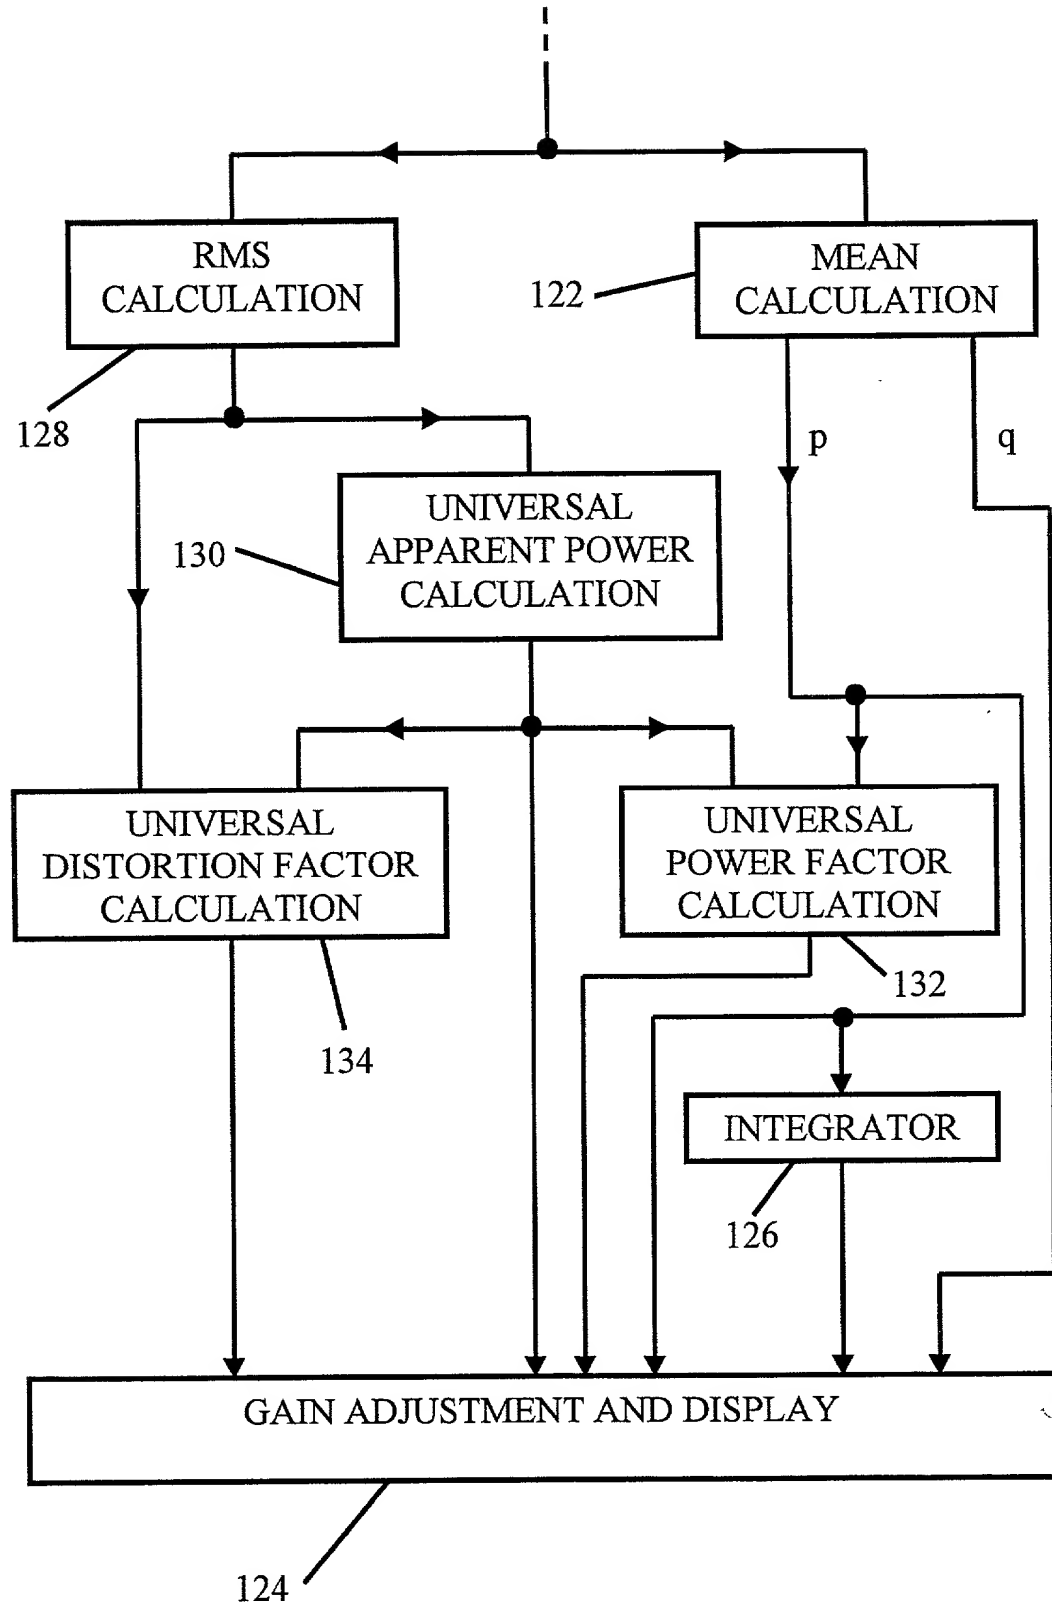 RMS
CALCULATION
MEAN
CALCULATION
122
128
p
q
UNIVERSAL
APPARENT POWER
CALCULATION
130
UNIVERSAL
DISTORTION FACTOR
CALCULATION
UNIVERSAL
POWER FACTOR
CALCULATION
132
134
INTEGRATOR
126
GAIN ADJUSTMENT AND DISPLAY
124